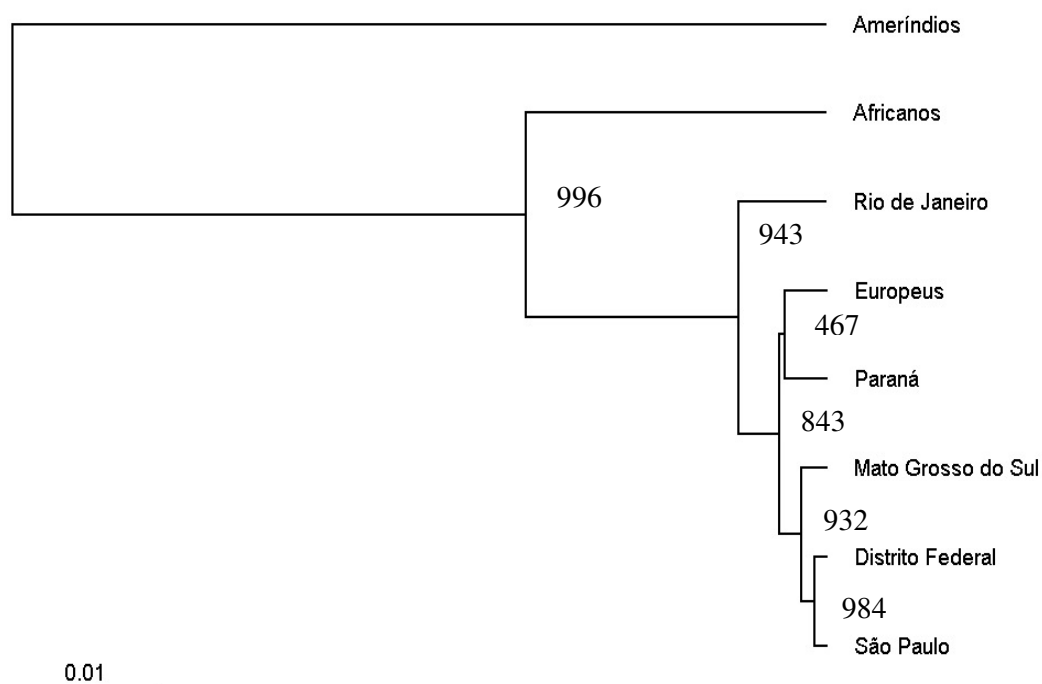 Ameríndios
Africanos
996
Rio de Janeiro
943
Europeus
467
Paraná
843
Mato Grosso do Sul
932
Distrito Federal
984
São Paulo
0.01